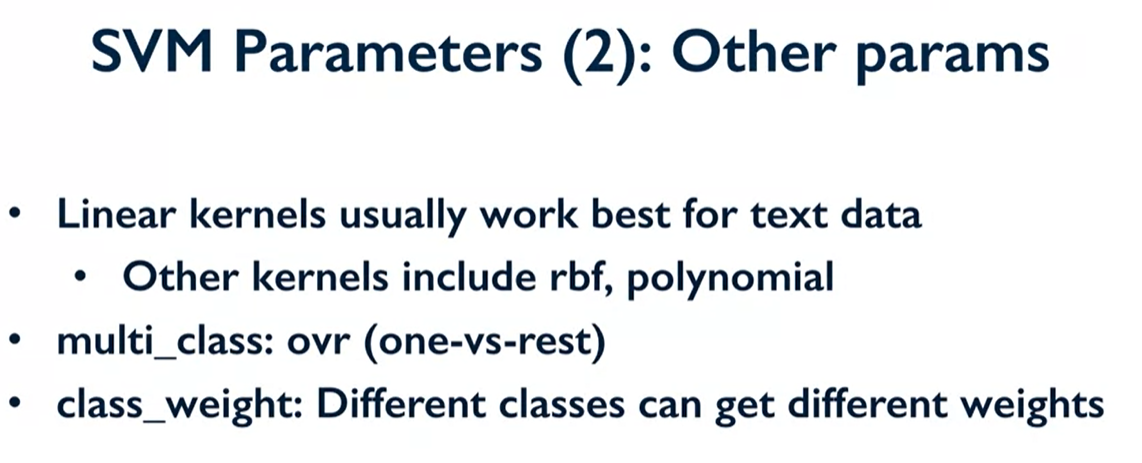 SVM Parameters (2): Other params
• Linear kernels usually work best for text data
• Other kernels include rbf, polynomial
• multi_class: ovr (one-vs-rest)
• class_weight: Different classes can get different weights